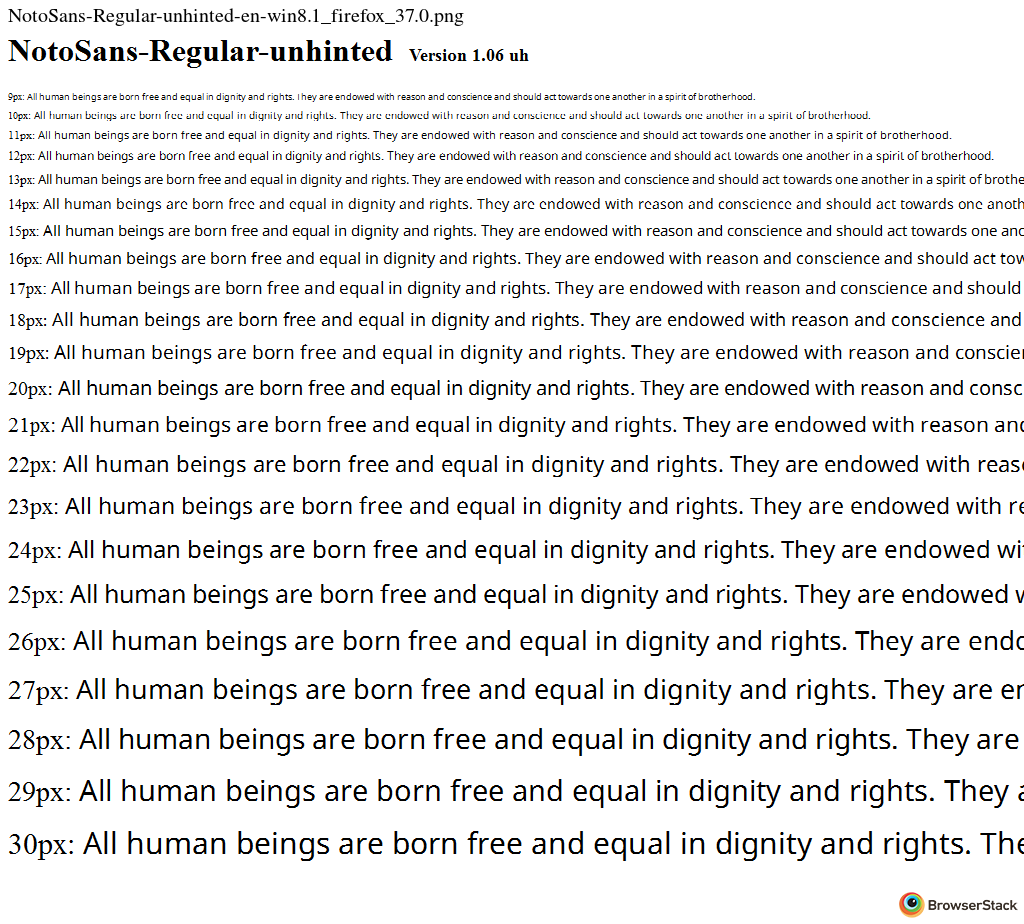 NotoSans-Regular-unhinted-en-win8.1_firefox_37.0.png
NotoSans-Regular-unhinted Version 1.06 uh
9px: All human beings are born free and equal in dignity and rights. They are endowed with reason and conscience and should act towards one another in a spirit of brotherhood.
10px: All human beings are born free and equal in dignity and rights. They are endowed with reason and conscience and should act towards one another in a spirit of brotherhood.
11px: All human beings are born free and equal in dignity and rights. They are endowed with reason and conscience and should act towards one another in a spirit of brotherhood.
12px: All human beings are born free and equal in dignity and rights. They are endowed with reason and conscience and should act towards one another in a spirit of brotherhood.
13px: All human beings are born free and equal in dignity and rights. They are endowed with reason and conscience and should act towards one another in a spirit of brothe
14px: All human beings are born free and equal in dignity and rights. They are endowed with reason and conscience and should act towards one anoth
15px: All human beings are born free and equal in dignity and rights. They are endowed with reason and conscience and should act towards one ano
16px: All human beings are born free and equal in dignity and rights. They are endowed with reason and conscience and should act tow
17px: All human beings are born free and equal in dignity and rights. They are endowed with reason and conscience and should
18px: All human beings are born free and equal in dignity and rights. They are endowed with reason and conscience and
19px: All human beings are born free and equal in dignity and rights. They are endowed with reason and conscien
20px: All human beings are born free and equal in dignity and rights. They are endowed with reason and consc
21px: All human beings are born free and equal in dignity and rights. They are endowed with reason and
22px: All human beings are born free and equal in dignity and rights. They are endowed with reas
23px: All human beings are born free and equal in dignity and rights. They are endowed with re
24px: All human beings are born free and equal in dignity and rights. They are endowed wi
25px: All human beings are born free and equal in dignity and rights. They are endowed w
26px: All human beings are born free and equal in dignity and rights. They are endo
27px: All human beings are born free and equal in dignity and rights. They are en
28px: All human beings are born free and equal in dignity and rights. They are
29px: All human beings are born free and equal in dignity and rights. They a
30px: All human beings are born free and equal in dignity and rights. The
BrowserStack